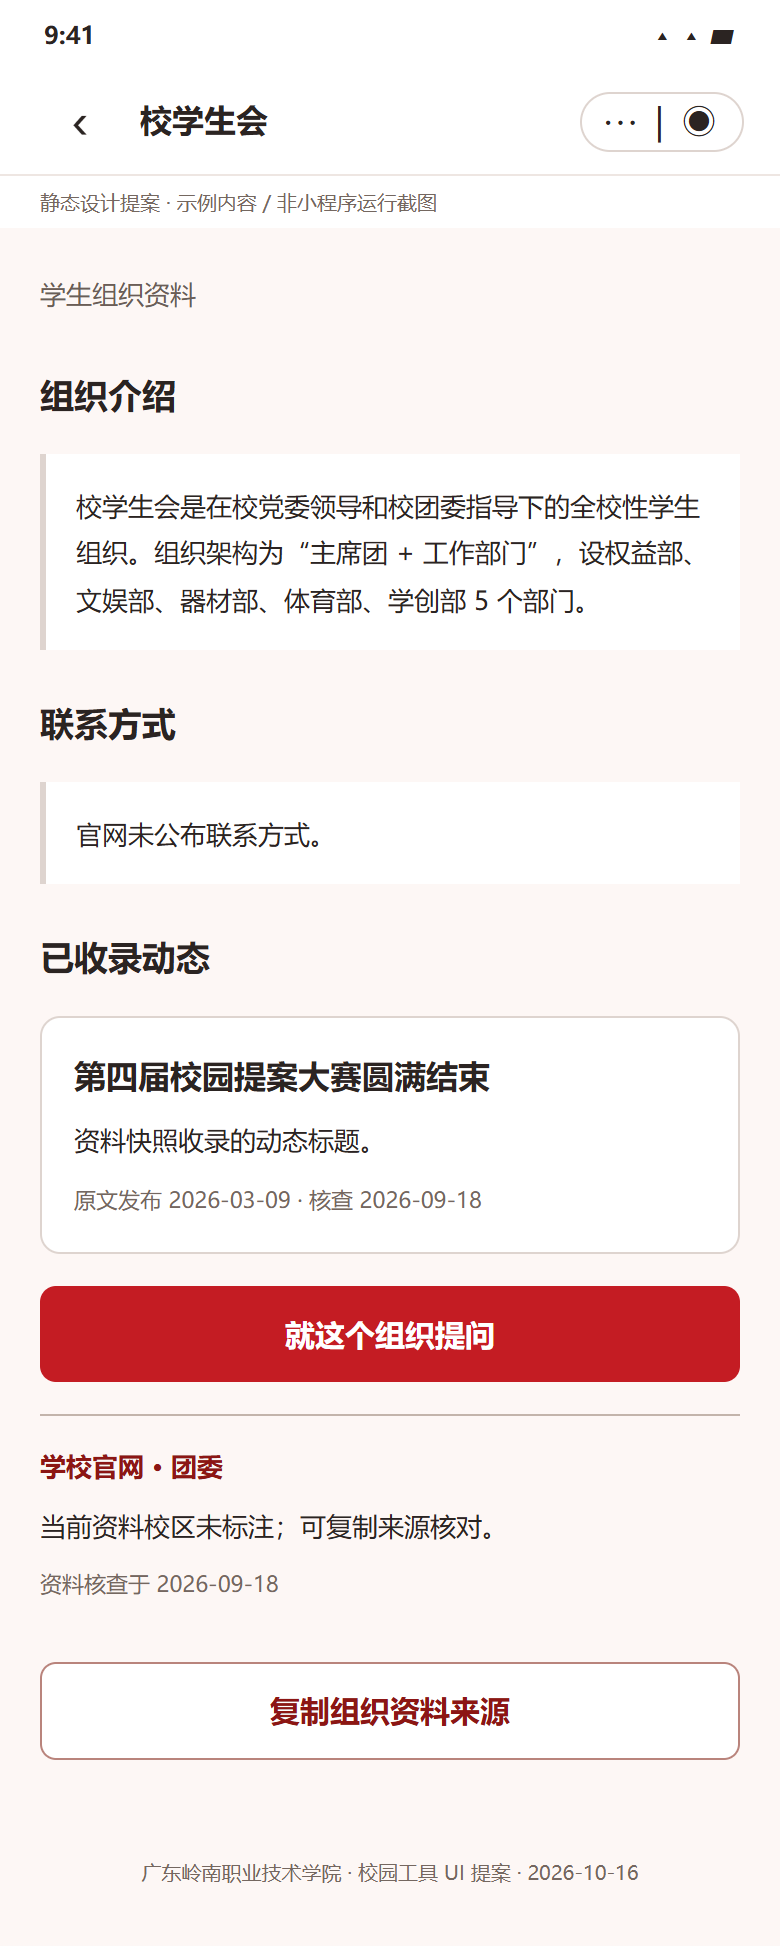 9:41
校学生会
静态设计提案 · 示例内容 / 非小程序运行截图
学生组织资料
组织介绍
校学生会是在校党委领导和校团委指导下的全校性学生
组织。组织架构为“主席团 + 工作部门”，设权益部、
文娱部、器材部、体育部、学创部 5 个部门。
联系方式
官网未公布联系方式。
已收录动态
第四届校园提案大赛圆满结束
资料快照收录的动态标题。
原文发布 2026-03-09 · 核查 2026-09-18
就这个组织提问
学校官网 · 团委
当前资料校区未标注；可复制来源核对。
资料核查于 2026-09-18
复制组织资料来源
广东岭南职业技术学院 · 校园工具 UI 提案 · 2026-10-16